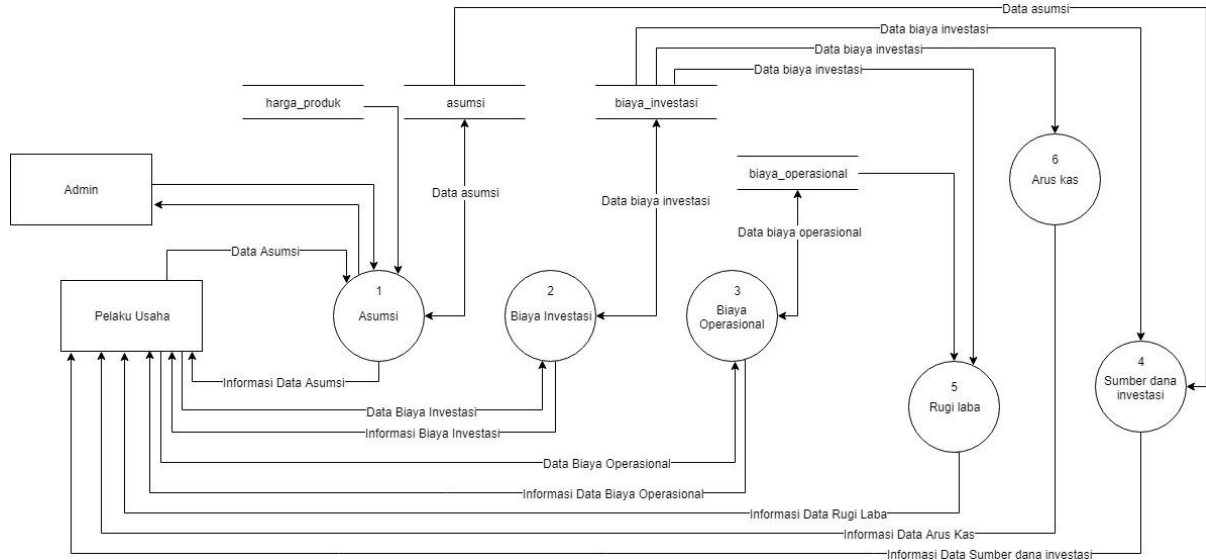 Data asumsi
Data biaya investasi
Data biaya investasi
Data biaya investasi
harga_produk
asumsi
biaya_investasi
6
Arus kas
biaya_operasional
Admin
Data asumsi
Data biaya investasi
Data biaya operasional
Data Asumsi
1
Asumsi
2
Biaya Investasi
3
Biaya
Operasional
Pelaku Usaha
4
Sumber dana
investasi
5
Rugi laba
Informasi Data Asumsi
Data Biaya Investasi
Informasi Biaya Investasi
Data Biaya Operasional
Informasi Data Biaya Operasional
Informasi Data Rugi Laba
Informasi Data Arus Kas
Informasi Data Sumber dana investasi